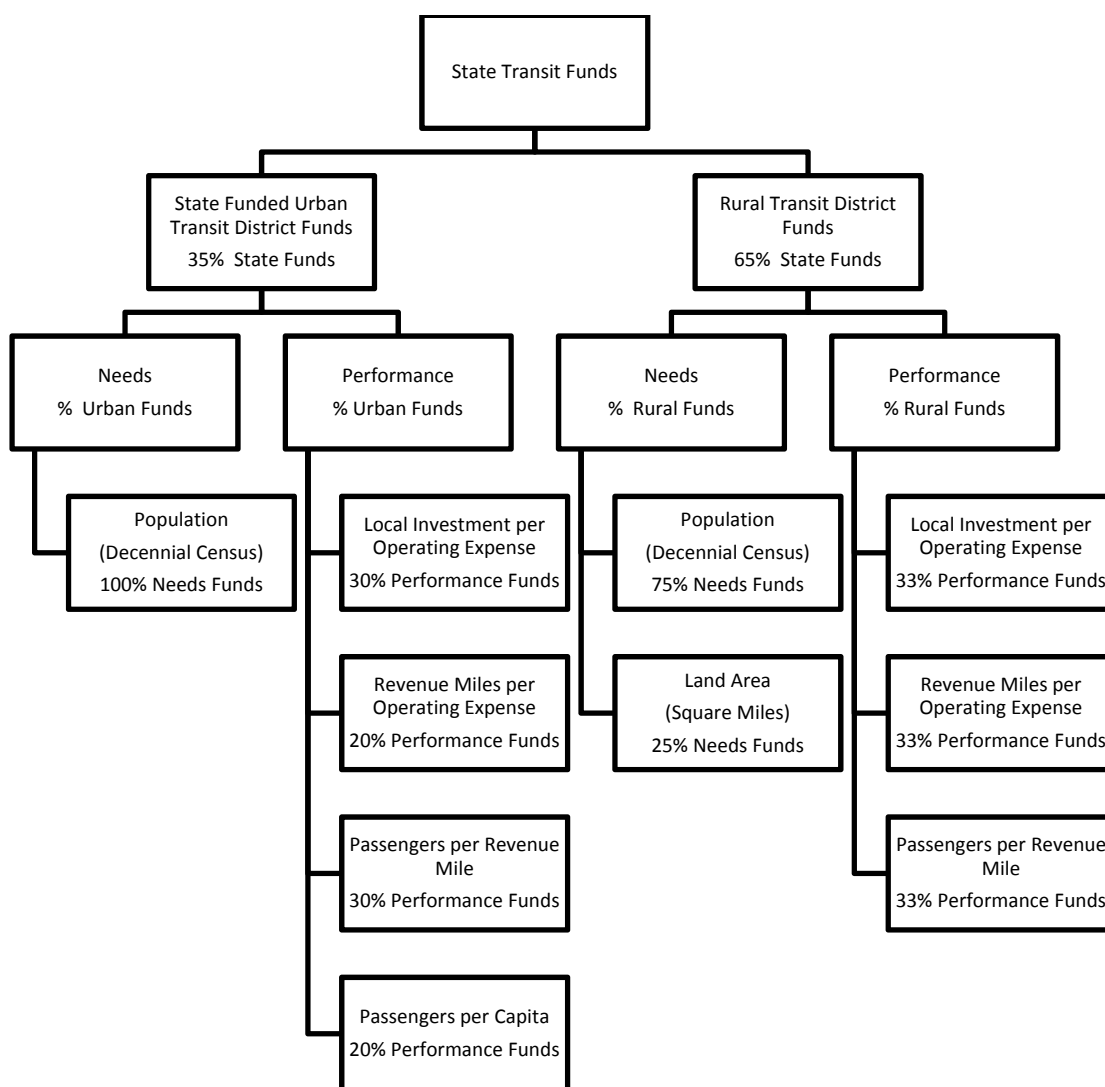 State Transit Funds
State Funded Urban
Transit District Funds
35% State Funds
Rural Transit District
Funds
65% State Funds
Needs
% Urban Funds
Performance
% Urban Funds
Needs
% Rural Funds
Performance
% Rural Funds
Population
(Decennial Census)
100% Needs Funds
Local Investment per
Operating Expense
30% Performance Funds
Population
(Decennial Census)
75% Needs Funds
Local Investment per
Operating Expense
33% Performance Funds
Revenue Miles per
Operating Expense
20% Performance Funds
Land Area
(Square Miles)
25% Needs Funds
Revenue Miles per
Operating Expense
33% Performance Funds
Passengers per Revenue
Mile
30% Performance Funds
Passengers per Revenue
Mile
33% Performance Funds
Passengers per Capita
20% Performance Funds